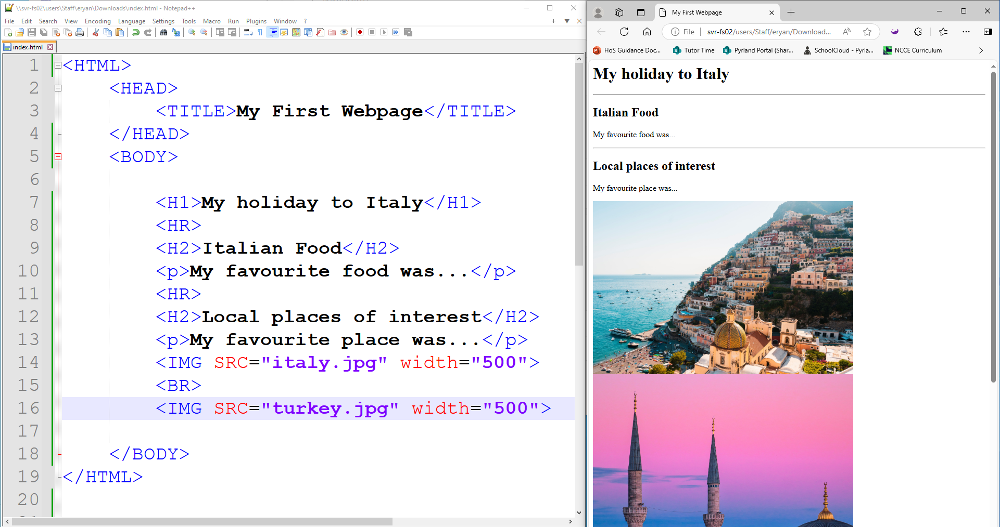 \\svr-fs02\users\Staff\eryan\Downloads\index.html - Notepad++
File Edit Search View Encoding Language Settings Tools Macro Run Plugins Window ?
index.html
1 <HTML>
2 <HEAD>
3 <TITLE>My First Webpage</TITLE>
4 </HEAD>
5 <BODY>
6
7 <H1>My holiday to Italy</H1>
8 <HR>
9 <H2>Italian Food</H2>
10 <p>My favourite food was...</p>
11 <HR>
12 <H2>Local places of interest</H2>
13 <p>My favourite place was...</p>
14 <IMG SRC="italy.jpg" width="500">
15 <BR>
16 <IMG SRC="turkey.jpg" width="500">
17
18 </BODY>
19 </HTML>
20
My First Webpage
File svr-fs02/users/Staff/eryan/Download...
HoS Guidance Doc... Tutor Time Pyrland Portal (Shar... SchoolCloud - Pyrla... NCCE Curriculum
My holiday to Italy
Italian Food
My favourite food was...
Local places of interest
My favourite place was...